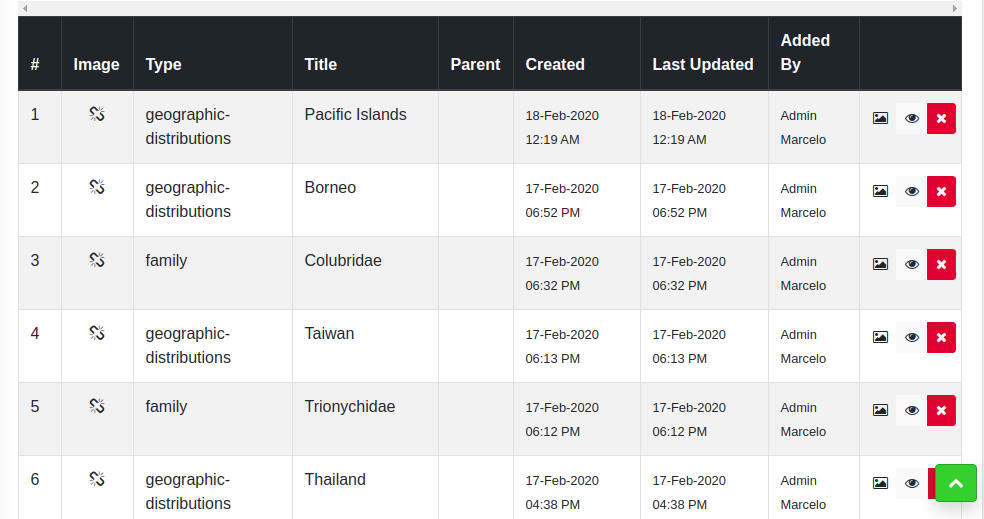 # Image Type Title Parent Created Last Updated Added By
1 geographic-distributions Pacific Islands 18-Feb-2020 12:19 AM 18-Feb-2020 12:19 AM Admin Marcelo
2 geographic-distributions Borneo 17-Feb-2020 06:52 PM 17-Feb-2020 06:52 PM Admin Marcelo
3 family Colubridae 17-Feb-2020 06:32 PM 17-Feb-2020 06:32 PM Admin Marcelo
4 geographic-distributions Taiwan 17-Feb-2020 06:13 PM 17-Feb-2020 06:13 PM Admin Marcelo
5 family Trionychidae 17-Feb-2020 06:12 PM 17-Feb-2020 06:12 PM Admin Marcelo
6 geographic-distributions Thailand 17-Feb-2020 04:38 PM 17-Feb-2020 04:38 PM Admin Marcelo